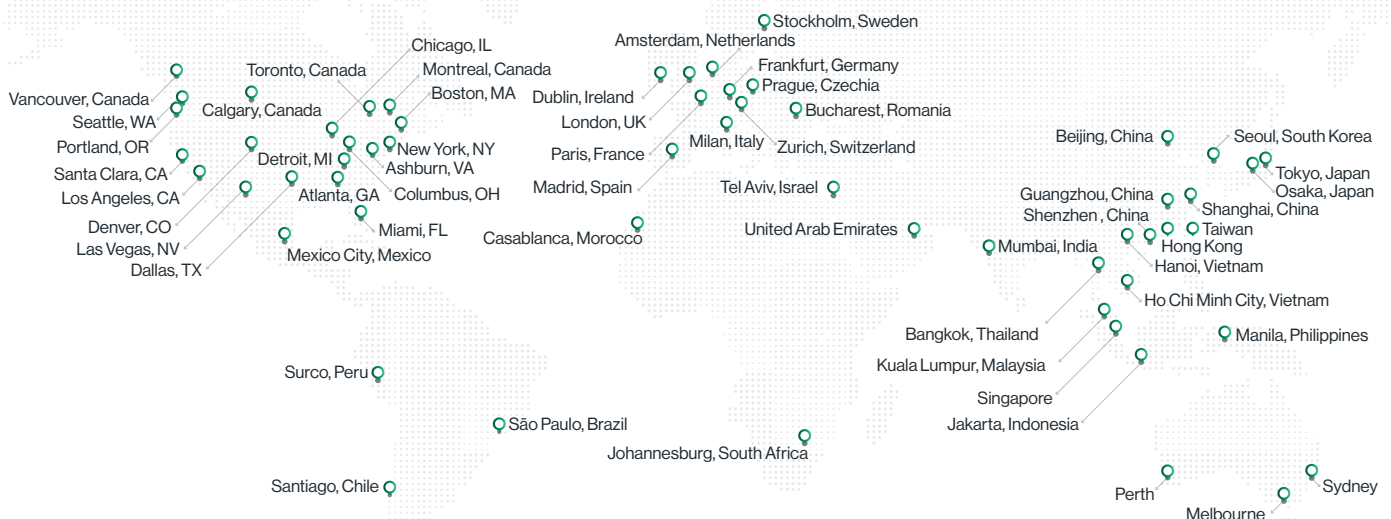 Stockholm, Sweden
Amsterdam, Netherlands
Chicago, IL
Toronto, Canada
Montreal, Canada
Frankfurt, Germany
Prague, Czechia
Vancouver, Canada
Calgary, Canada
Boston, MA
Dublin, Ireland
Bucharest, Romania
Seattle, WA
London, UK
Portland, OR
Detroit, MI
New York, NY
Paris, France
Milan, Italy
Zurich, Switzerland
Beijing, China
Seoul, South Korea
Santa Clara, CA
Ashburn, VA
Tokyo, Japan
Los Angeles, CA
Atlanta, GA
Columbus, OH
Madrid, Spain
Tel Aviv, Israel
Guangzhou, China
Osaka, Japan
Shenzhen , China
Shanghai, China
Denver, CO
Miami, FL
Casablanca, Morocco
United Arab Emirates
Taiwan
Las Vegas, NV
Mexico City, Mexico
Mumbai, India
Hong Kong
Dallas, TX
Hanoi, Vietnam
Ho Chi Minh City, Vietnam
Bangkok, Thailand
Manila, Philippines
Kuala Lumpur, Malaysia
Surco, Peru
Singapore
São Paulo, Brazil
Jakarta, Indonesia
Johannesburg, South Africa
Santiago, Chile
Perth
Sydney
Melbourne